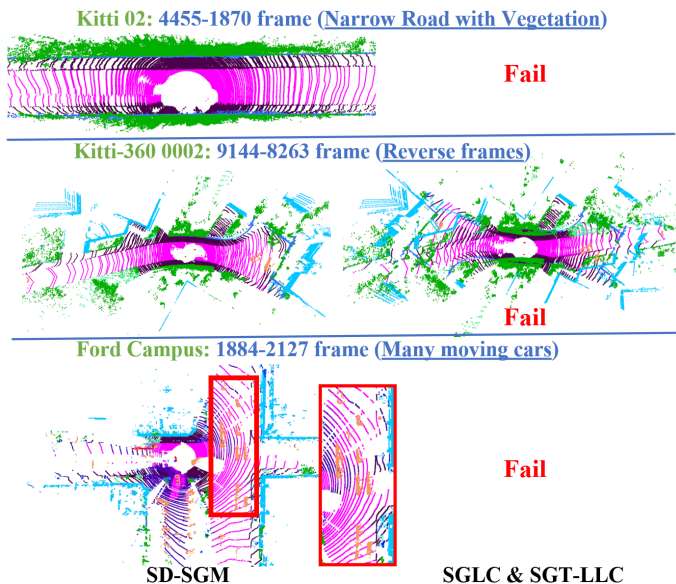 Kitti 02: 4455-1870 frame (Narrow Road with Vegetation)
Fail
Kitti-360 0002: 9144-8263 frame (Reverse frames)
Fail
Ford Campus: 1884-2127 frame (Many moving cars)
Fail
SD-SGM
SGLC & SGT-LLC